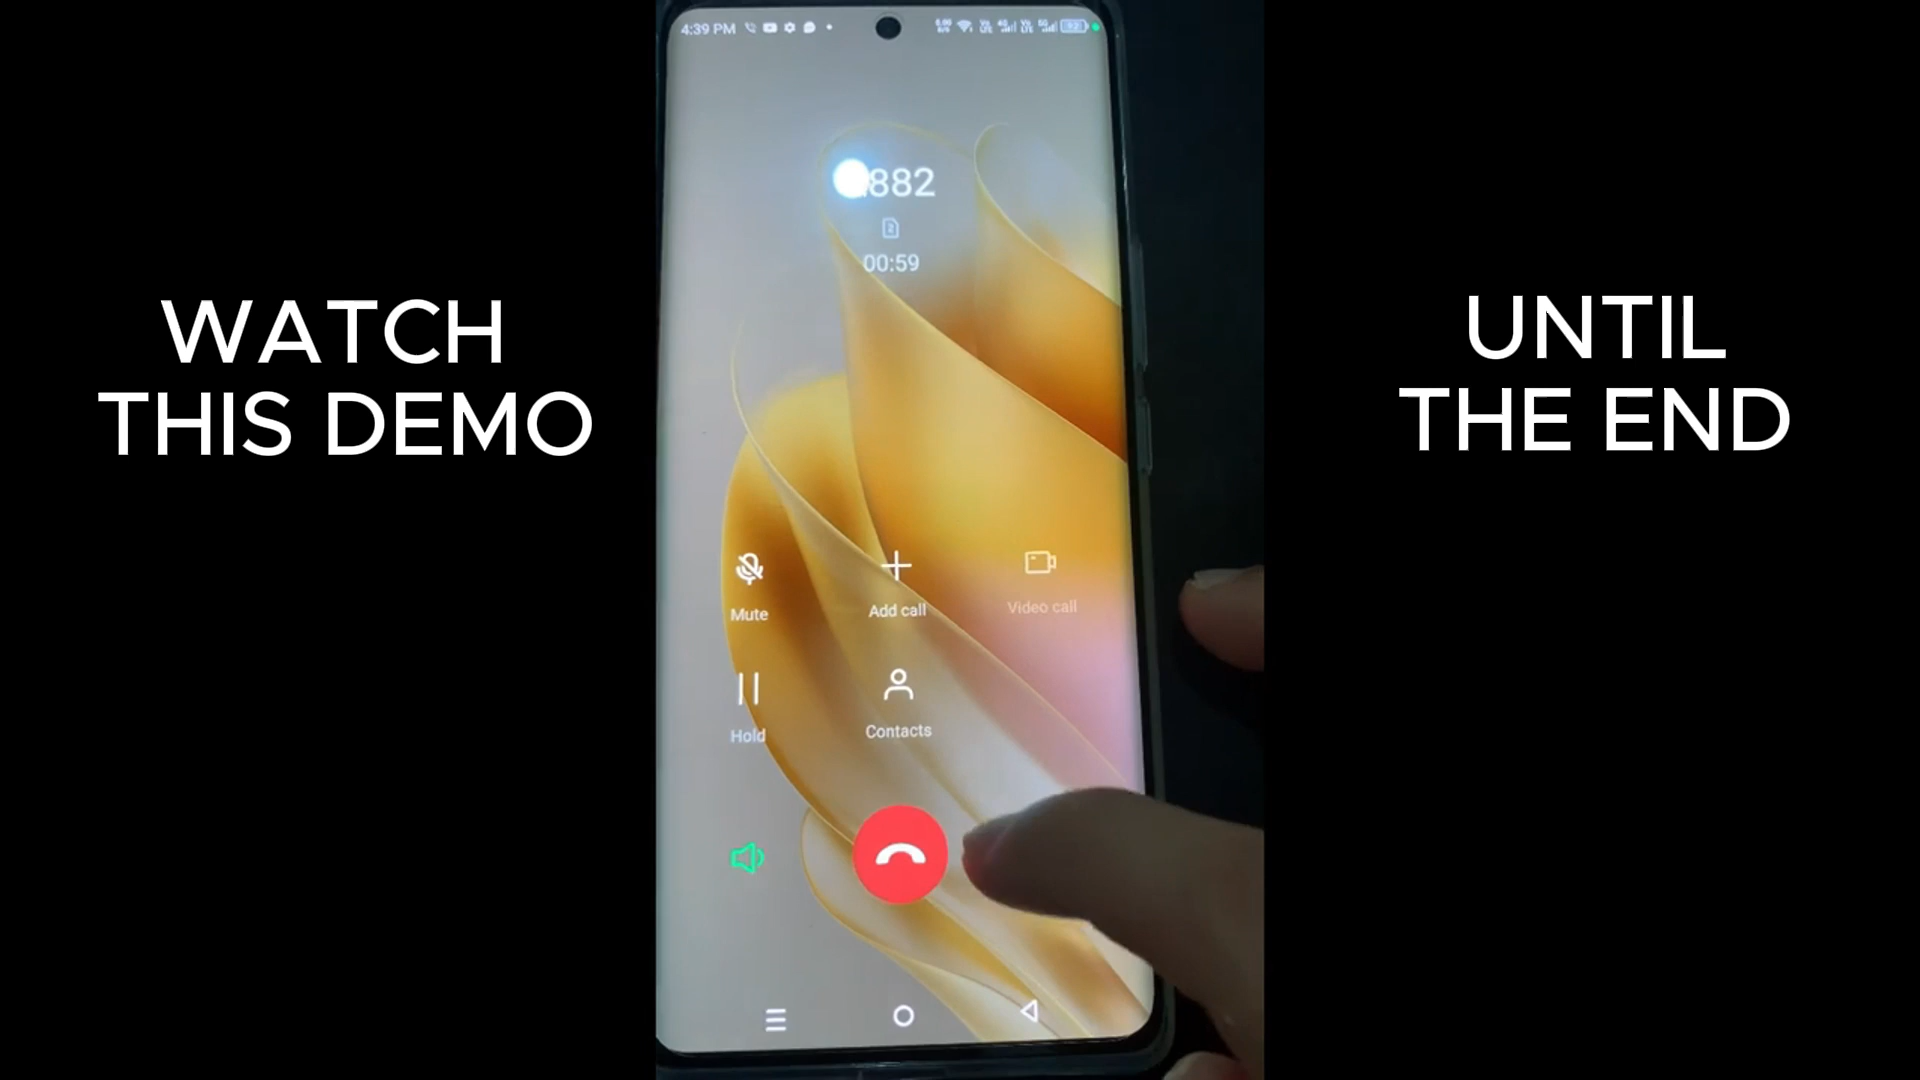 4:39 PM
882
00:59
WATCH
THIS DEMO
UNTIL
THE END
Mute
Add call
Video call
Hold
Contacts